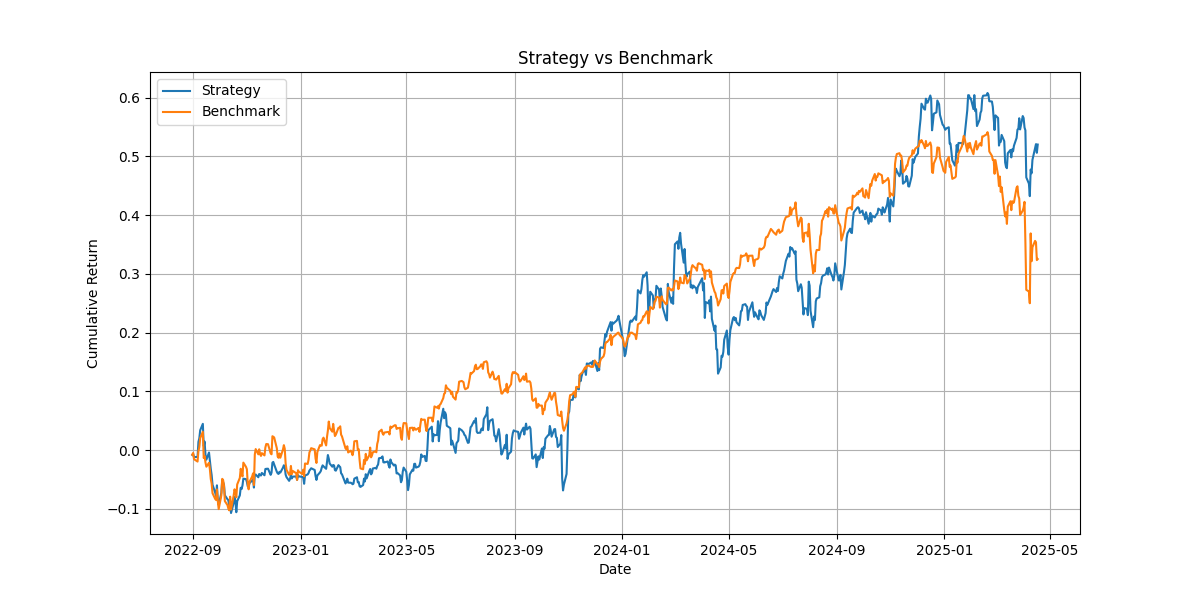 Strategy vs Benchmark
Strategy
Benchmark
0.6
0.5
0.4
0.3
0.2
0.1
0.0
−0.1
Cumulative Return
2022-09 2023-01 2023-05 2023-09 2024-01 2024-05 2024-09 2025-01 2025-05
Date